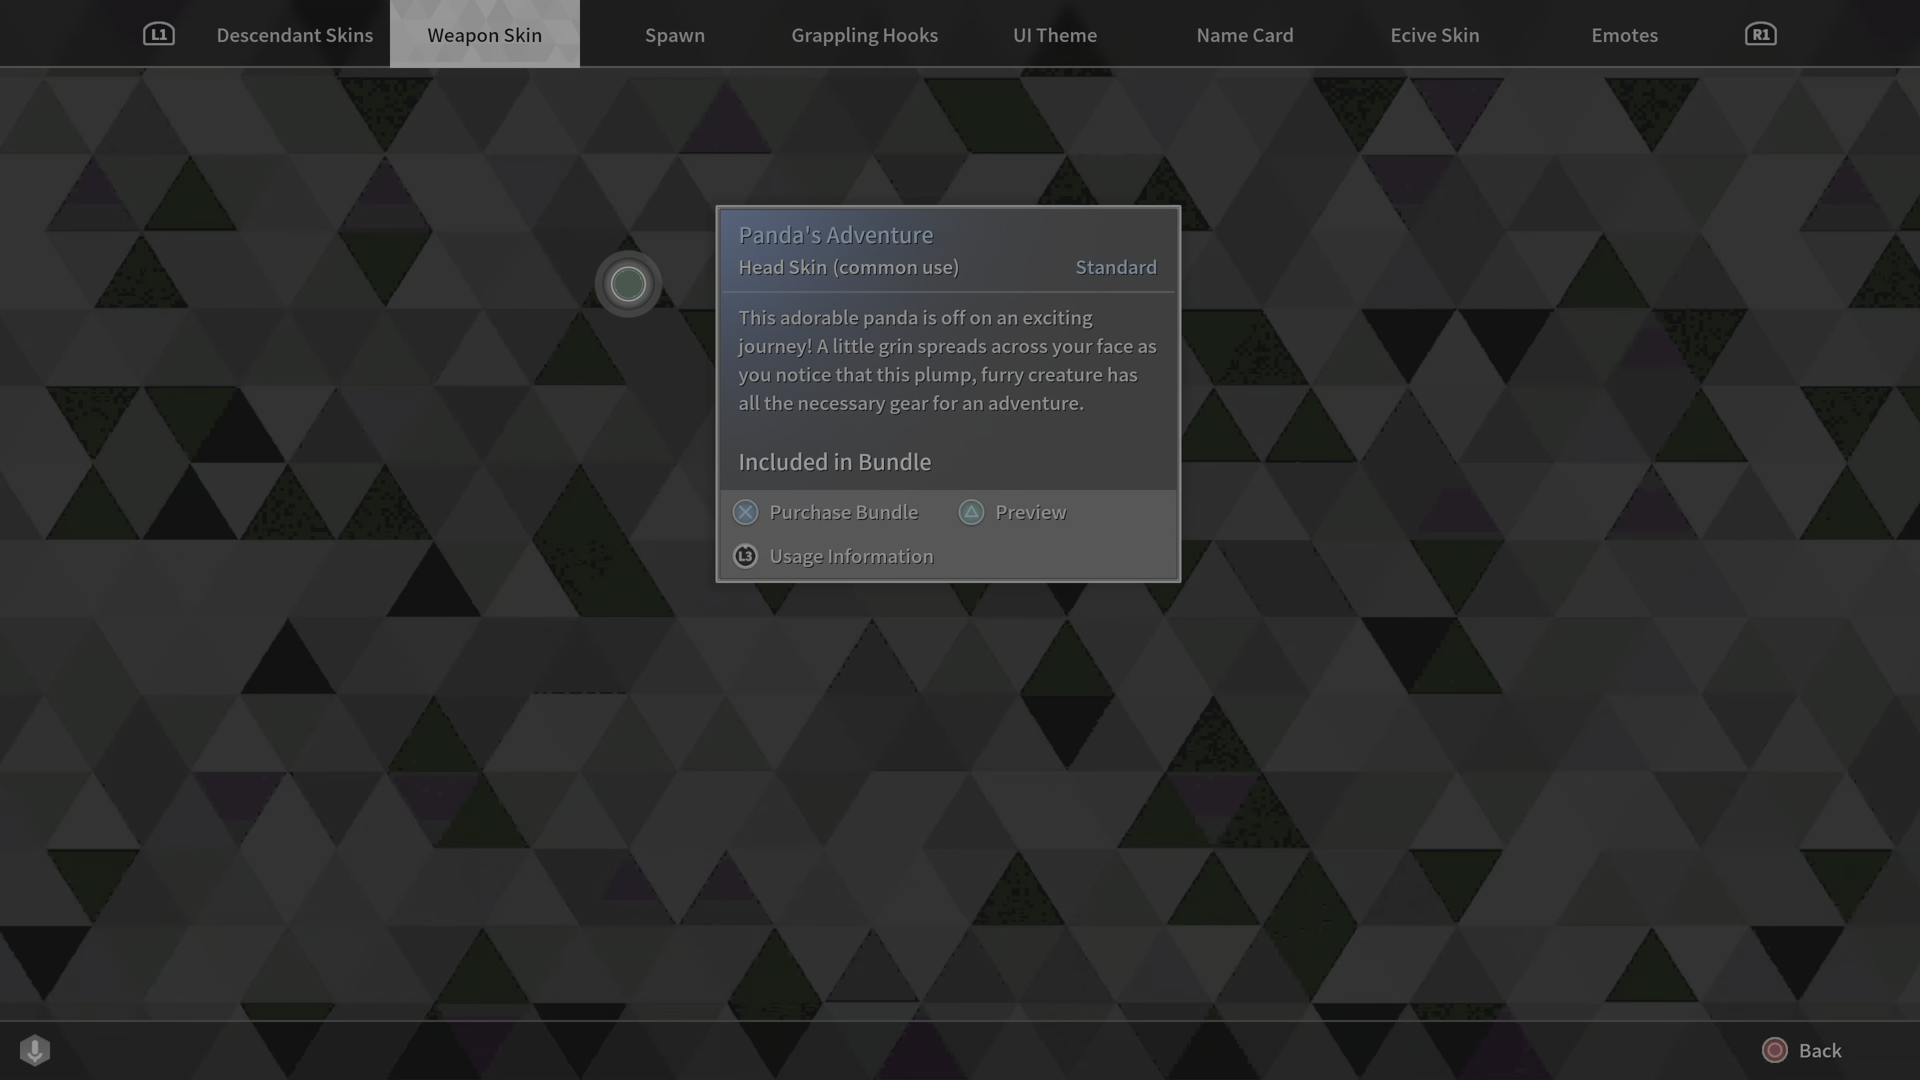 L1 Descendant Skins Weapon Skin Spawn Grappling Hooks UI Theme Name Card Ecive Skin Emotes R1
Panda's Adventure
Head Skin (common use) Standard
This adorable panda is off on an exciting
journey! A little grin spreads across your face as
you notice that this plump, furry creature has
all the necessary gear for an adventure.
Included in Bundle
Purchase Bundle Preview
L3 Usage Information
Back